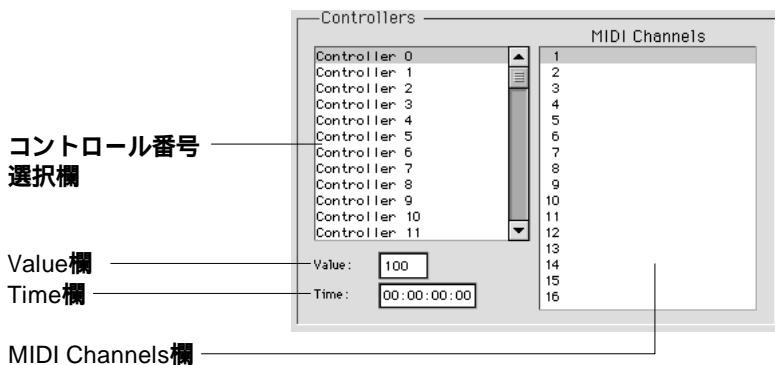 Controllers
MIDI Channels
Controller 0
Controller 1
Controller 2
Controller 3
Controller 4
Controller 5
Controller 6
Controller 7
Controller 8
Controller 9
Controller 10
Controller 11
1
2
3
4
5
6
7
8
9
10
11
12
13
14
15
16
Value: 100
Time: 00:00:00:00
コントロール番号
選択欄
Value欄
Time欄
MIDI Channels欄